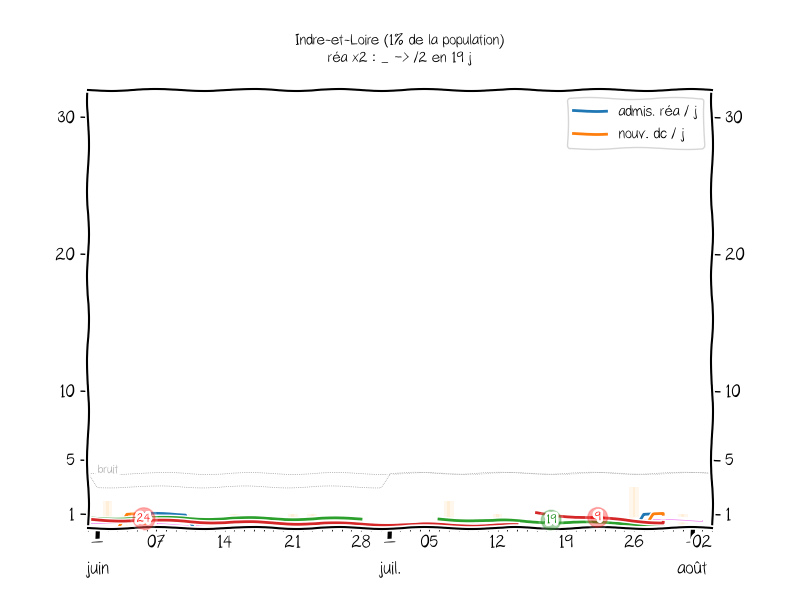 Indre-et-Loire (1% de la population)
réa x2 : _ -> /2 en 19 j
admis. réa / j
nouv. dc / j
30
30
20
20
10
10
5
5
bruit
1
1
24
19
9
07
14
21
28
05
12
19
26
02
juin
juil.
août